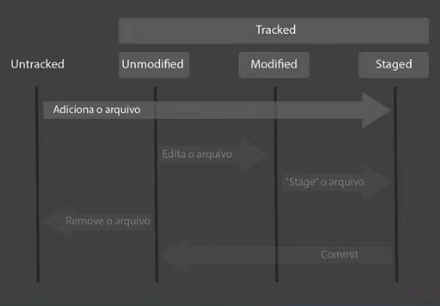 Tracked
Untracked
Unmodified
Modified
Staged
Adiciona o arquivo
Edita o arquivo
"Stage" o arquivo
Remove o arquivo
Commit